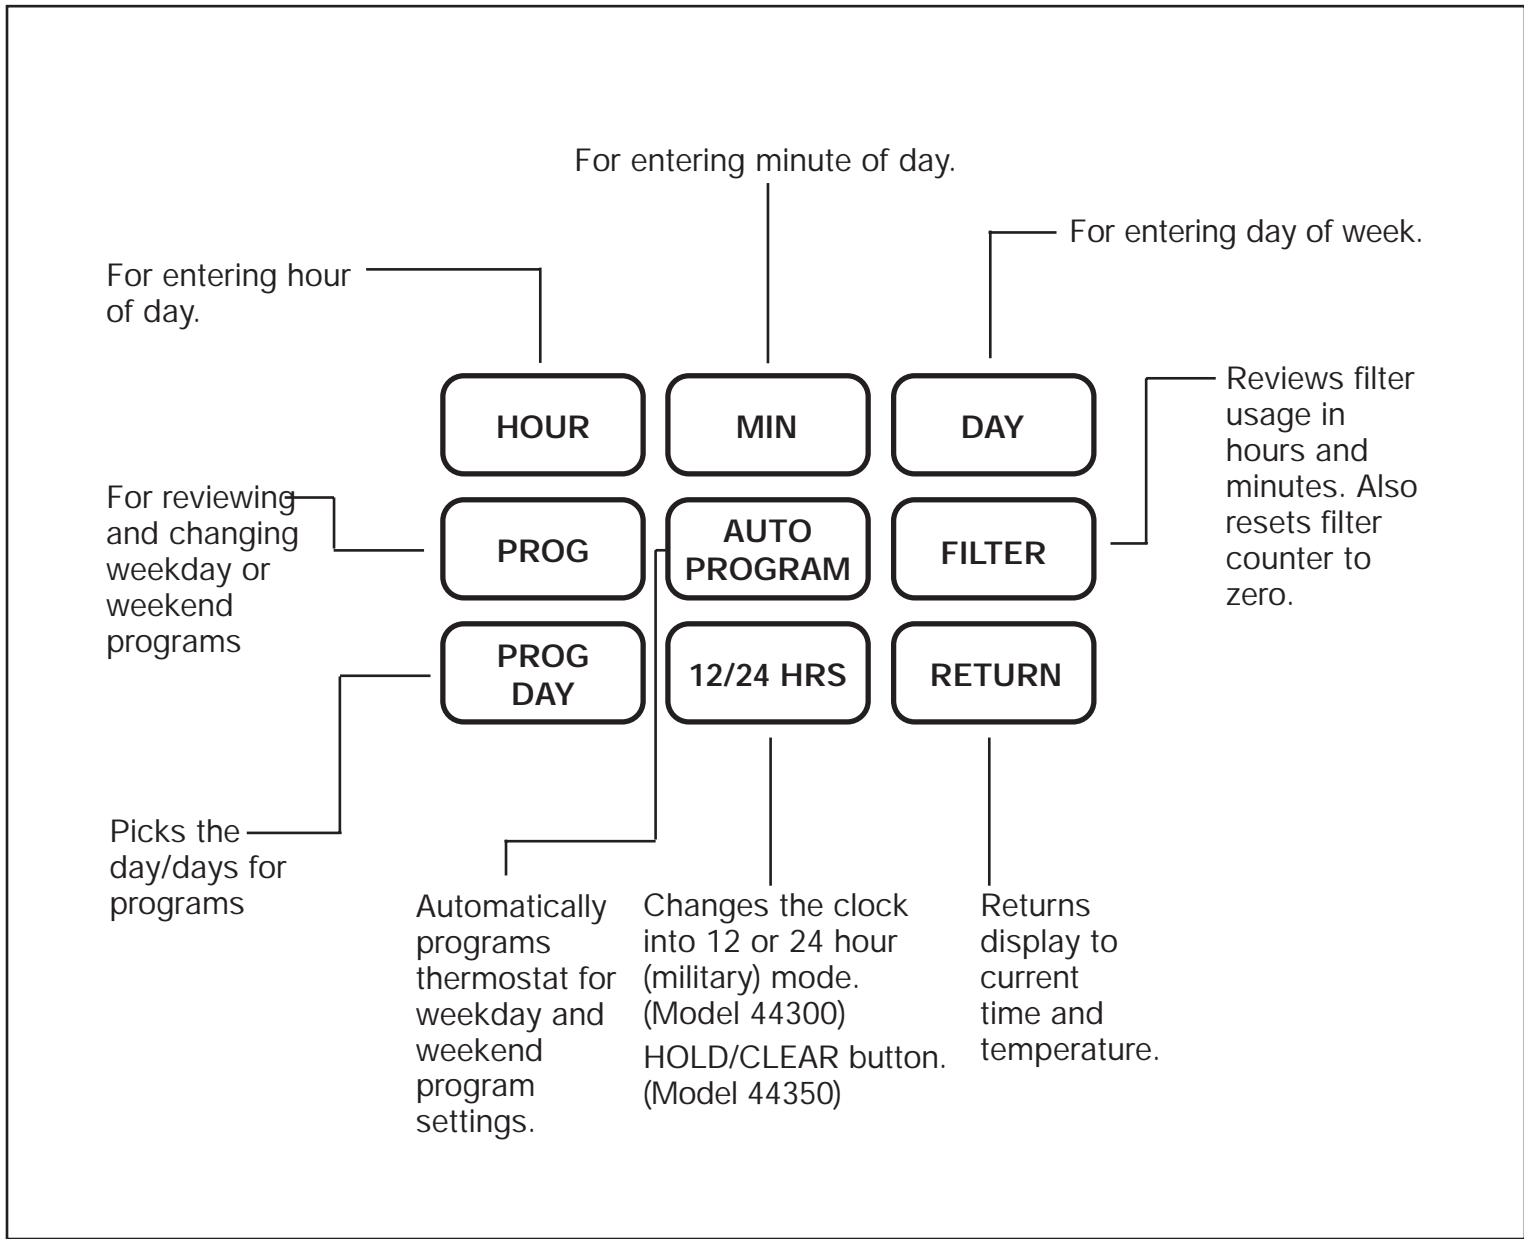 For entering minute of day.
For entering day of week.
For entering hour
of day.
HOUR
MIN
DAY
Reviews filter
usage in
hours and
minutes. Also
resets filter
counter to
zero.
For reviewing
and changing
weekday or
weekend
programs
PROG
AUTO
PROGRAM
FILTER
PROG
DAY
12/24 HRS
RETURN
Picks the
day/days for
programs
Automatically
programs
thermostat for
weekday and
weekend
program
settings.
Changes the clock
into 12 or 24 hour
(military) mode.
(Model 44300)
HOLD/CLEAR button.
(Model 44350)
Returns
display to
current
time and
temperature.